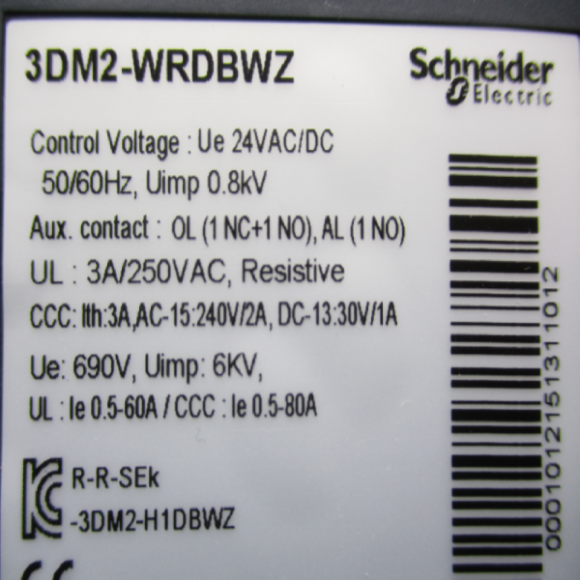 3DM2-WRDBWZ
Schneider
Electric
Control Voltage : Ue 24VAC/DC
50/60Hz, Uimp 0.8kV
Aux. contact : OL (1 NC+1 NO), AL (1 NO)
UL : 3A/250VAC, Resistive
CCC: Ith:3A,AC-15:240V/2A, DC-13:30V/1A
Ue: 690V, Uimp: 6KV,
UL : Ie 0.5-60A / CCC : Ie 0.5-80A
R-R-SEk
-3DM2-H1DBWZ
00010121513110​12